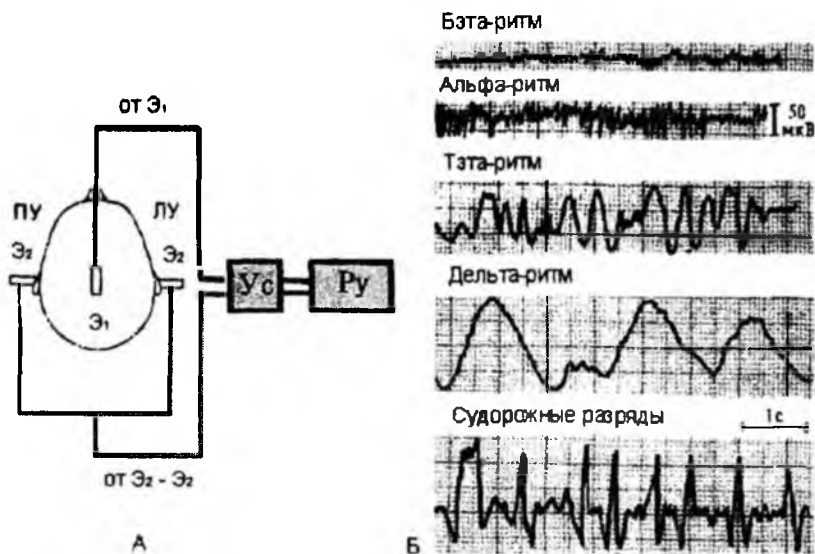 от Э₁
ПУ
ЛУ
Э₂
Э₂
Э₁
Ус
Ру
от Э₂ - Э₂
А
Бэта-ритм
Альфа-ритм
50
мкВ
Тэта-ритм
Дельта-ритм
Судорожные разряды
1с
Б